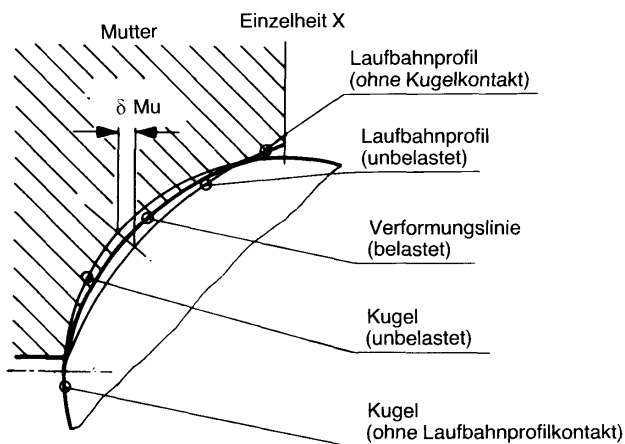 Mutter
Einzelheit X
δ Mu
Laufbahnprofil
(ohne Kugelkontakt)
Laufbahnprofil
(unbelastet)
Verformungslinie
(belastet)
Kugel
(unbelastet)
Kugel
(ohne Laufbahnprofilkontakt)